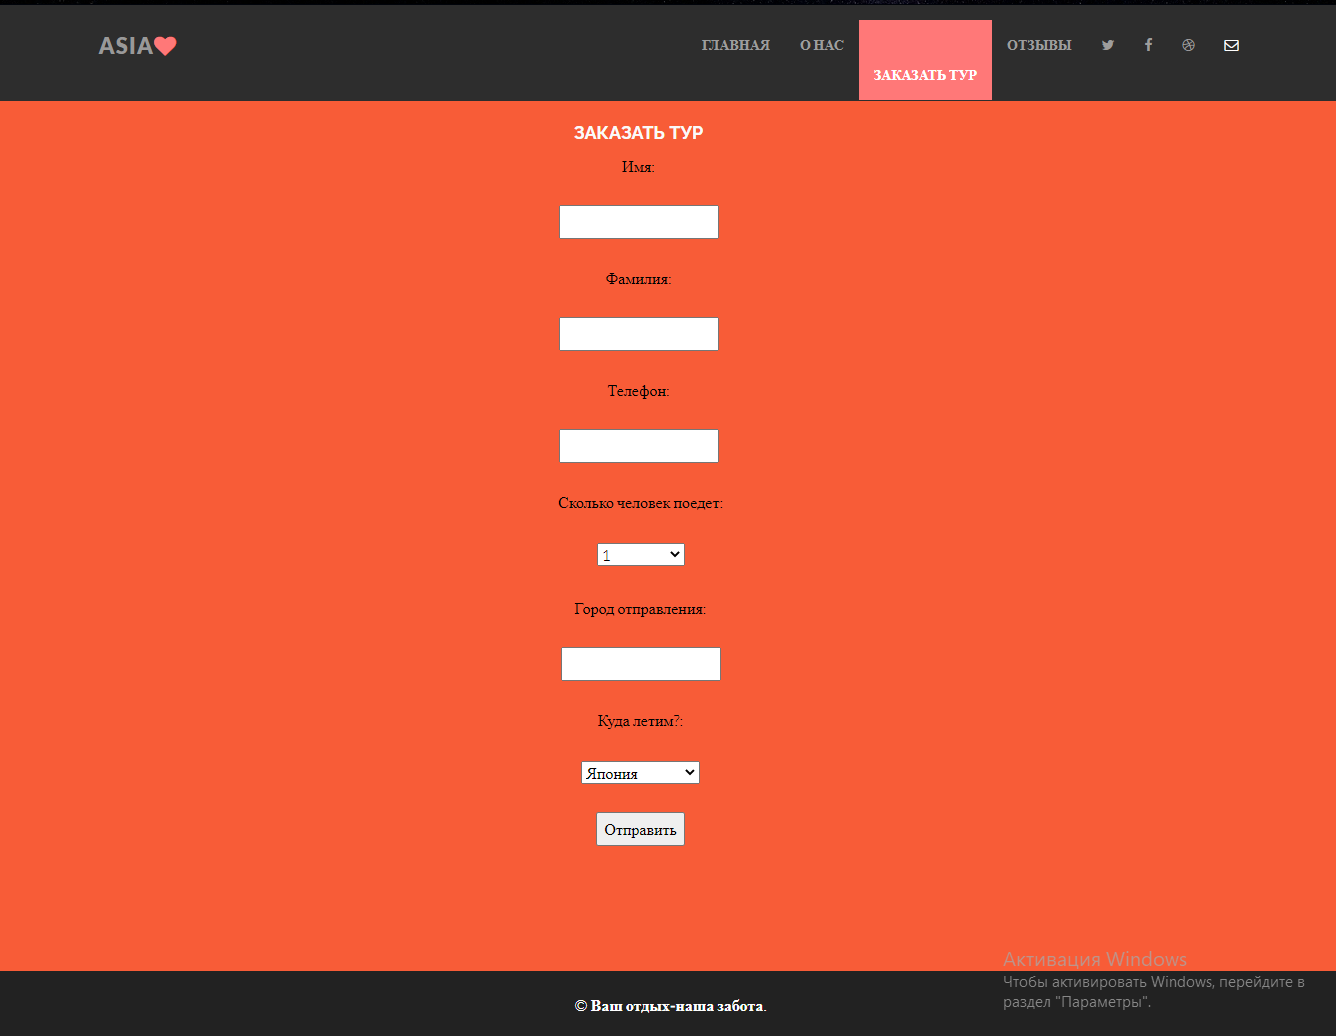 ASIA
ГЛАВНАЯ
О НАС
ЗАКАЗАТЬ ТУР
ОТЗЫВЫ
ЗАКАЗАТЬ ТУР
Имя:
Фамилия:
Телефон:
Сколько человек поедет:
1
Город отправления:
Куда летим?:
Япония
Отправить
Активация Windows
Чтобы активировать Windows, перейдите в
раздел "Параметры".
© Ваш отдых-наша забота.